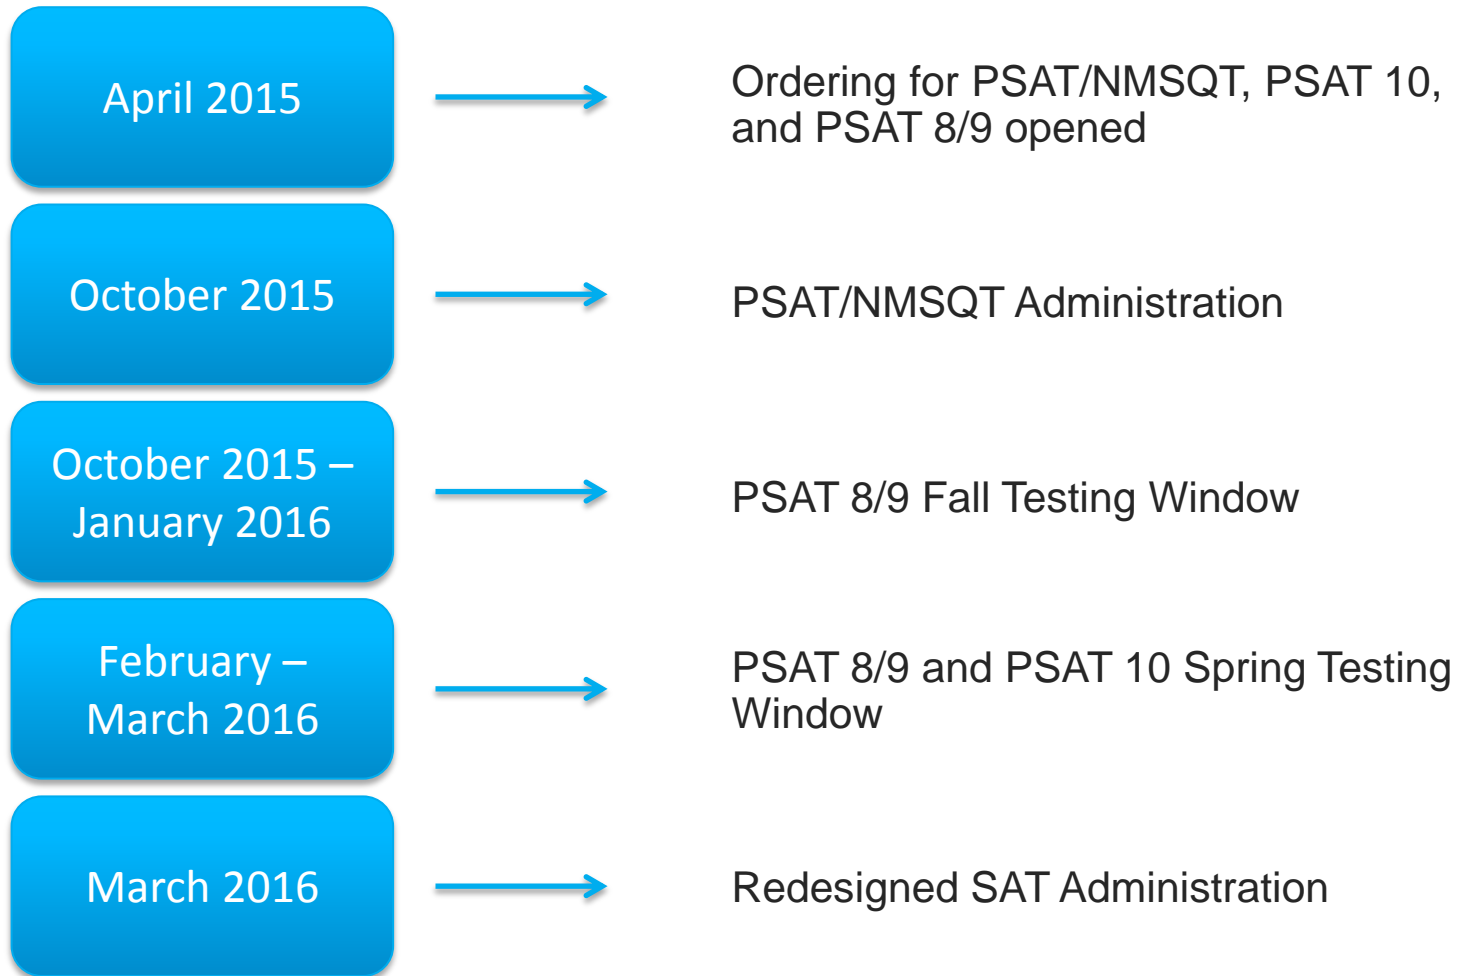 April 2015
Ordering for PSAT/NMSQT, PSAT 10,
and PSAT 8/9 opened
October 2015
PSAT/NMSQT Administration
October 2015 –
January 2016
PSAT 8/9 Fall Testing Window
February –
March 2016
PSAT 8/9 and PSAT 10 Spring Testing
Window
March 2016
Redesigned SAT Administration